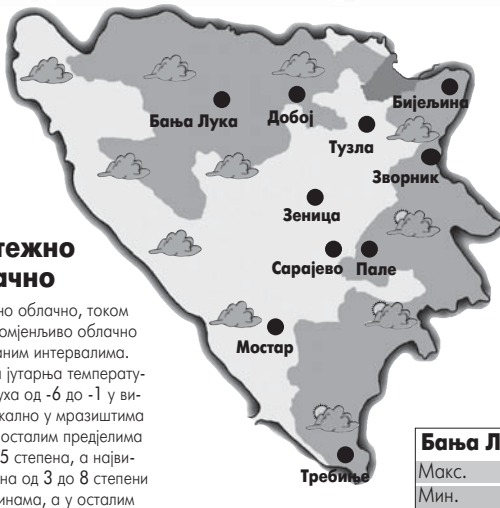 Бања Лука
Добој
Бијељина
Тузла
Зворник
Зеница
Сарајево
Пале
Мостар
Требиње
тежно
ачно
но облачно, током
омјенљиво облачно
аним интервалима.
а јутарња температу-
уха од -6 до -1 у ви-
кално у мразиштима
осталим предјелима
5 степена, а најви-
на од 3 до 8 степени
инама, а у осталим
Бања Л
Макс.
Мин.